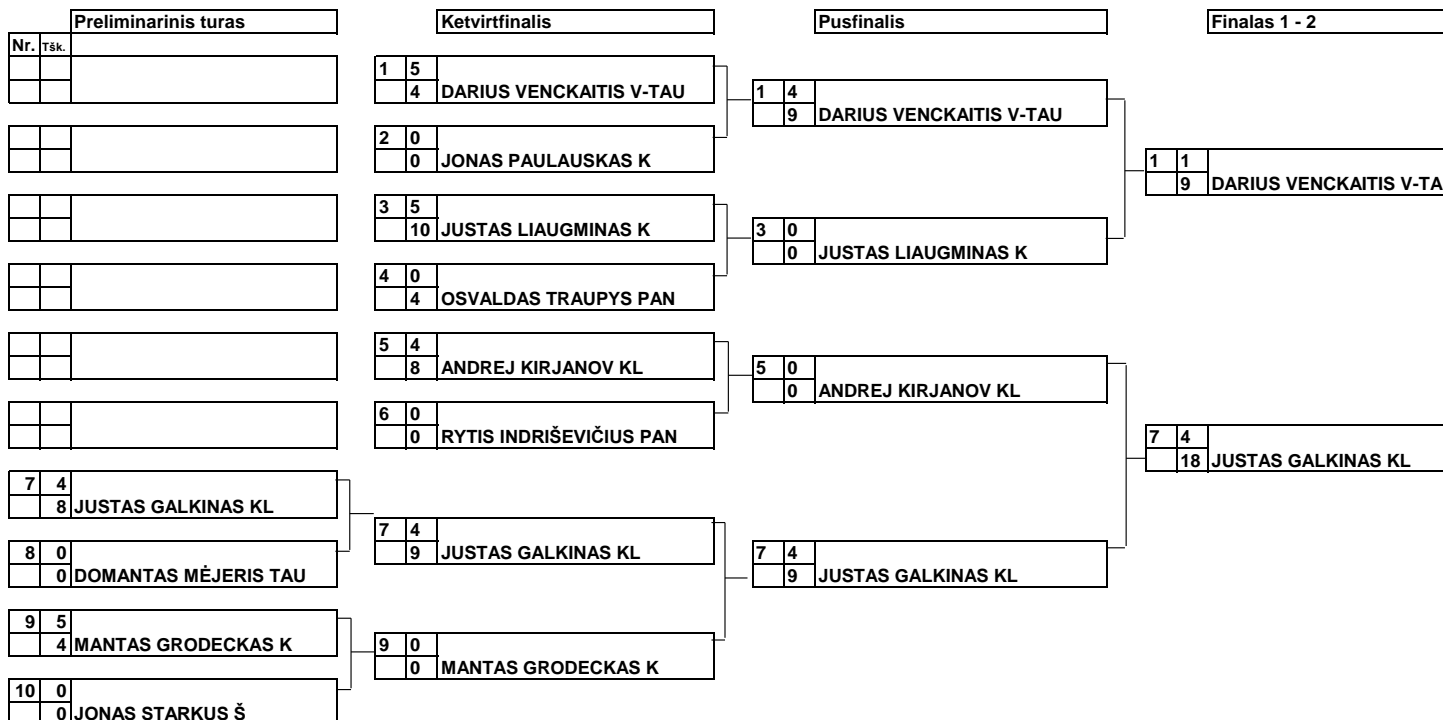 Preliminarinis turas Ketvirtfinalis Pusfinalis Finalas 1 - 2
Nr. Tšk.
1 5
4 DARIUS VENCKAITIS V-TAU
1 4
9 DARIUS VENCKAITIS V-TAU
2 0
0 JONAS PAULAUSKAS K
1 1
9 DARIUS VENCKAITIS V-TA
3 5
10 JUSTAS LIAUGMINAS K
3 0
0 JUSTAS LIAUGMINAS K
4 0
4 OSVALDAS TRAUPYS PAN
5 4
8 ANDREJ KIRJANOV KL
5 0
0 ANDREJ KIRJANOV KL
6 0
0 RYTIS INDRIŠEVIČIUS PAN
7 4
18 JUSTAS GALKINAS KL
7 4
8 JUSTAS GALKINAS KL
7 4
9 JUSTAS GALKINAS KL
8 0
0 DOMANTAS MĖJERIS TAU
7 4
9 JUSTAS GALKINAS KL
9 5
4 MANTAS GRODECKAS K
9 0
0 MANTAS GRODECKAS K
10 0
0 JONAS STARKUS Š